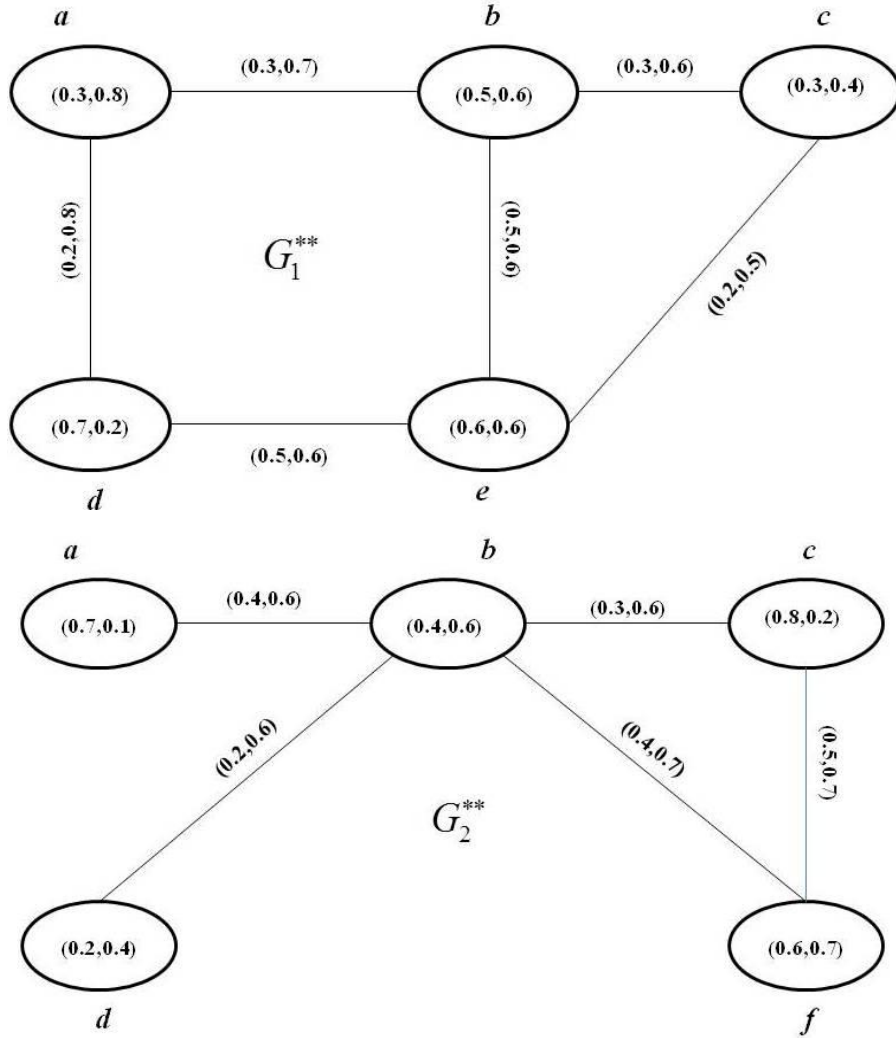 a b c
(0.3,0.8) (0.3,0.7) (0.5,0.6) (0.3,0.6) (0.3,0.4)
(0.2,0.8) (0.5,0.6) (0.2,0.5)
G₁**
(0.7,0.2) (0.5,0.6) (0.6,0.6)
d e
a b c
(0.7,0.1) (0.4,0.6) (0.4,0.6) (0.3,0.6) (0.8,0.2)
(0.2,0.6) (0.4,0.7) (0.5,0.7)
G₂**
(0.2,0.4) (0.6,0.7)
d f